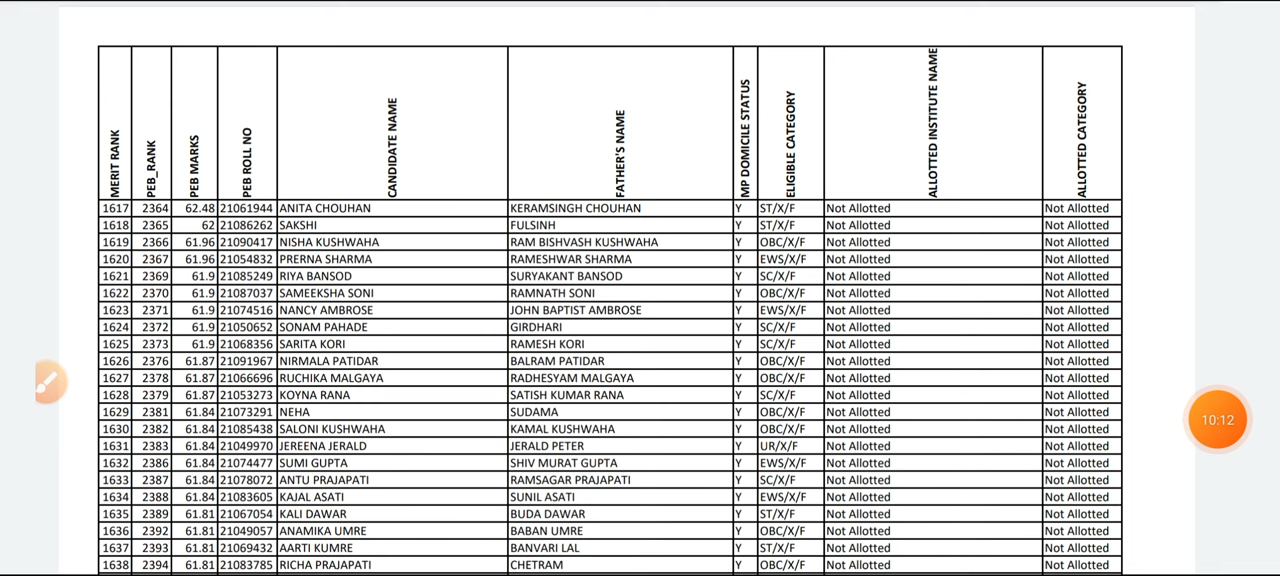 MERIT RANK PEB_RANK PEB MARKS PEB ROLL NO CANDIDATE NAME FATHER'S NAME MP DOMICILE STATUS ELIGIBLE CATEGORY ALLOTTED INSTITUTE NAME ALLOTTED CATEGORY
1617 2364 62.48 21061944 ANITA CHOUHAN KERAMSINGH CHOUHAN Y ST/X/F Not Allotted Not Allotted
1618 2365 62 21086262 SAKSHI FULSINH Y ST/X/F Not Allotted Not Allotted
1619 2366 61.96 21090417 NISHA KUSHWAHA RAM BISHVASH KUSHWAHA Y OBC/X/F Not Allotted Not Allotted
1620 2367 61.96 21054832 PRERNA SHARMA RAMESHWAR SHARMA Y EWS/X/F Not Allotted Not Allotted
1621 2369 61.9 21085249 RIYA BANSOD SURYAKANT BANSOD Y SC/X/F Not Allotted Not Allotted
1622 2370 61.9 21087037 SAMEEKSHA SONI RAMNATH SONI Y OBC/X/F Not Allotted Not Allotted
1623 2371 61.9 21074516 NANCY AMBROSE JOHN BAPTIST AMBROSE Y EWS/X/F Not Allotted Not Allotted
1624 2372 61.9 21050652 SONAM PAHADE GIRDHARI Y SC/X/F Not Allotted Not Allotted
1625 2373 61.9 21068356 SARITA KORI RAMESH KORI Y SC/X/F Not Allotted Not Allotted
1626 2376 61.87 21091967 NIRMALA PATIDAR BALRAM PATIDAR Y OBC/X/F Not Allotted Not Allotted
1627 2378 61.87 21066696 RUCHIKA MALGAYA RADHESYAM MALGAYA Y OBC/X/F Not Allotted Not Allotted
1628 2379 61.87 21053273 KOYNA RANA SATISH KUMAR RANA Y SC/X/F Not Allotted Not Allotted
1629 2381 61.84 21073291 NEHA SUDAMA Y OBC/X/F Not Allotted Not Allotted
1630 2382 61.84 21085438 SALONI KUSHWAHA KAMAL KUSHWAHA Y OBC/X/F Not Allotted Not Allotted
1631 2383 61.84 21049970 JEREENA JERALD JERALD PETER Y UR/X/F Not Allotted Not Allotted
1632 2386 61.84 21074477 SUMI GUPTA SHIV MURAT GUPTA Y EWS/X/F Not Allotted Not Allotted
1633 2387 61.84 21078072 ANTU PRAJAPATI RAMSAGAR PRAJAPATI Y SC/X/F Not Allotted Not Allotted
1634 2388 61.84 21083605 KAJAL ASATI SUNIL ASATI Y EWS/X/F Not Allotted Not Allotted
1635 2389 61.81 21067054 KALI DAWAR BUDA DAWAR Y ST/X/F Not Allotted Not Allotted
1636 2392 61.81 21049057 ANAMIKA UMRE BABAN UMRE Y OBC/X/F Not Allotted Not Allotted
1637 2393 61.81 21069432 AARTI KUMRE BANVARI LAL Y ST/X/F Not Allotted Not Allotted
1638 2394 61.81 21083785 RICHA PRAJAPATI CHETRAM Y OBC/X/F Not Allotted Not Allotted
10:12